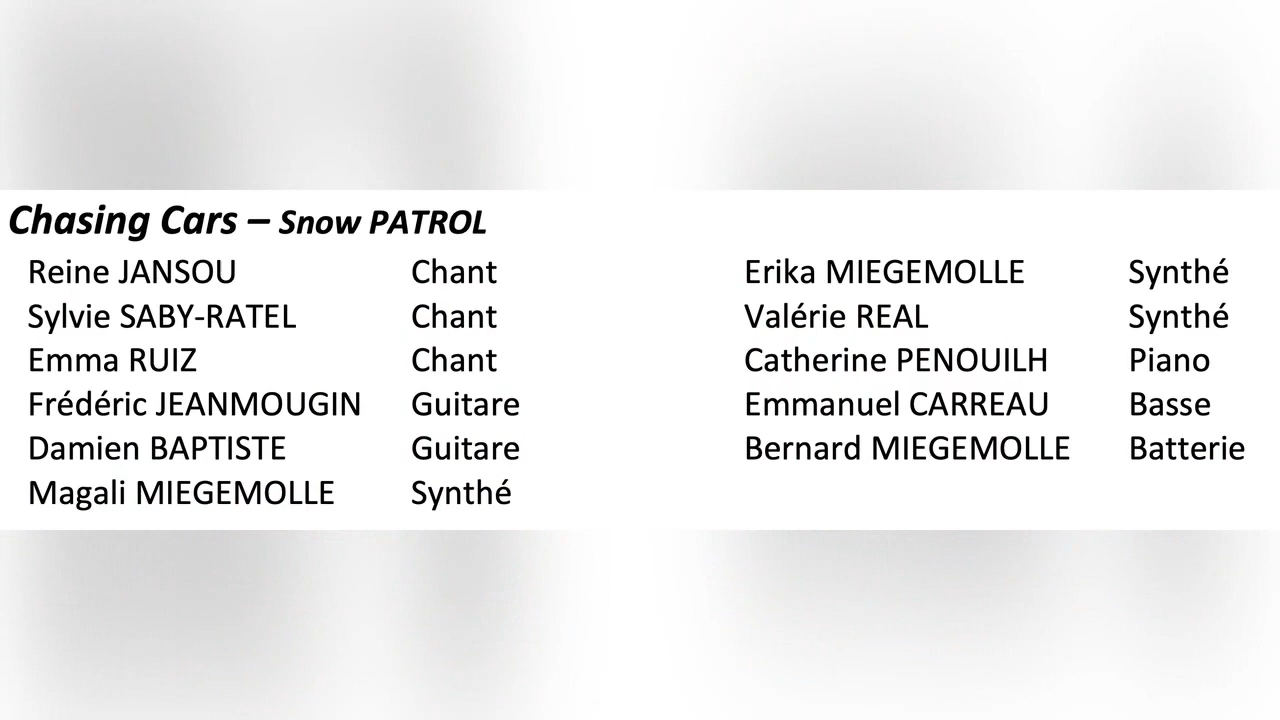 Chasing Cars – Snow PATROL
Reine JANSOU Chant
Sylvie SABY-RATEL Chant
Emma RUIZ Chant
Frédéric JEANMOUGIN Guitare
Damien BAPTISTE Guitare
Magali MIEGEMOLLE Synthé
Erika MIEGEMOLLE Synthé
Valérie REAL Synthé
Catherine PENOUILH Piano
Emmanuel CARREAU Basse
Bernard MIEGEMOLLE Batterie